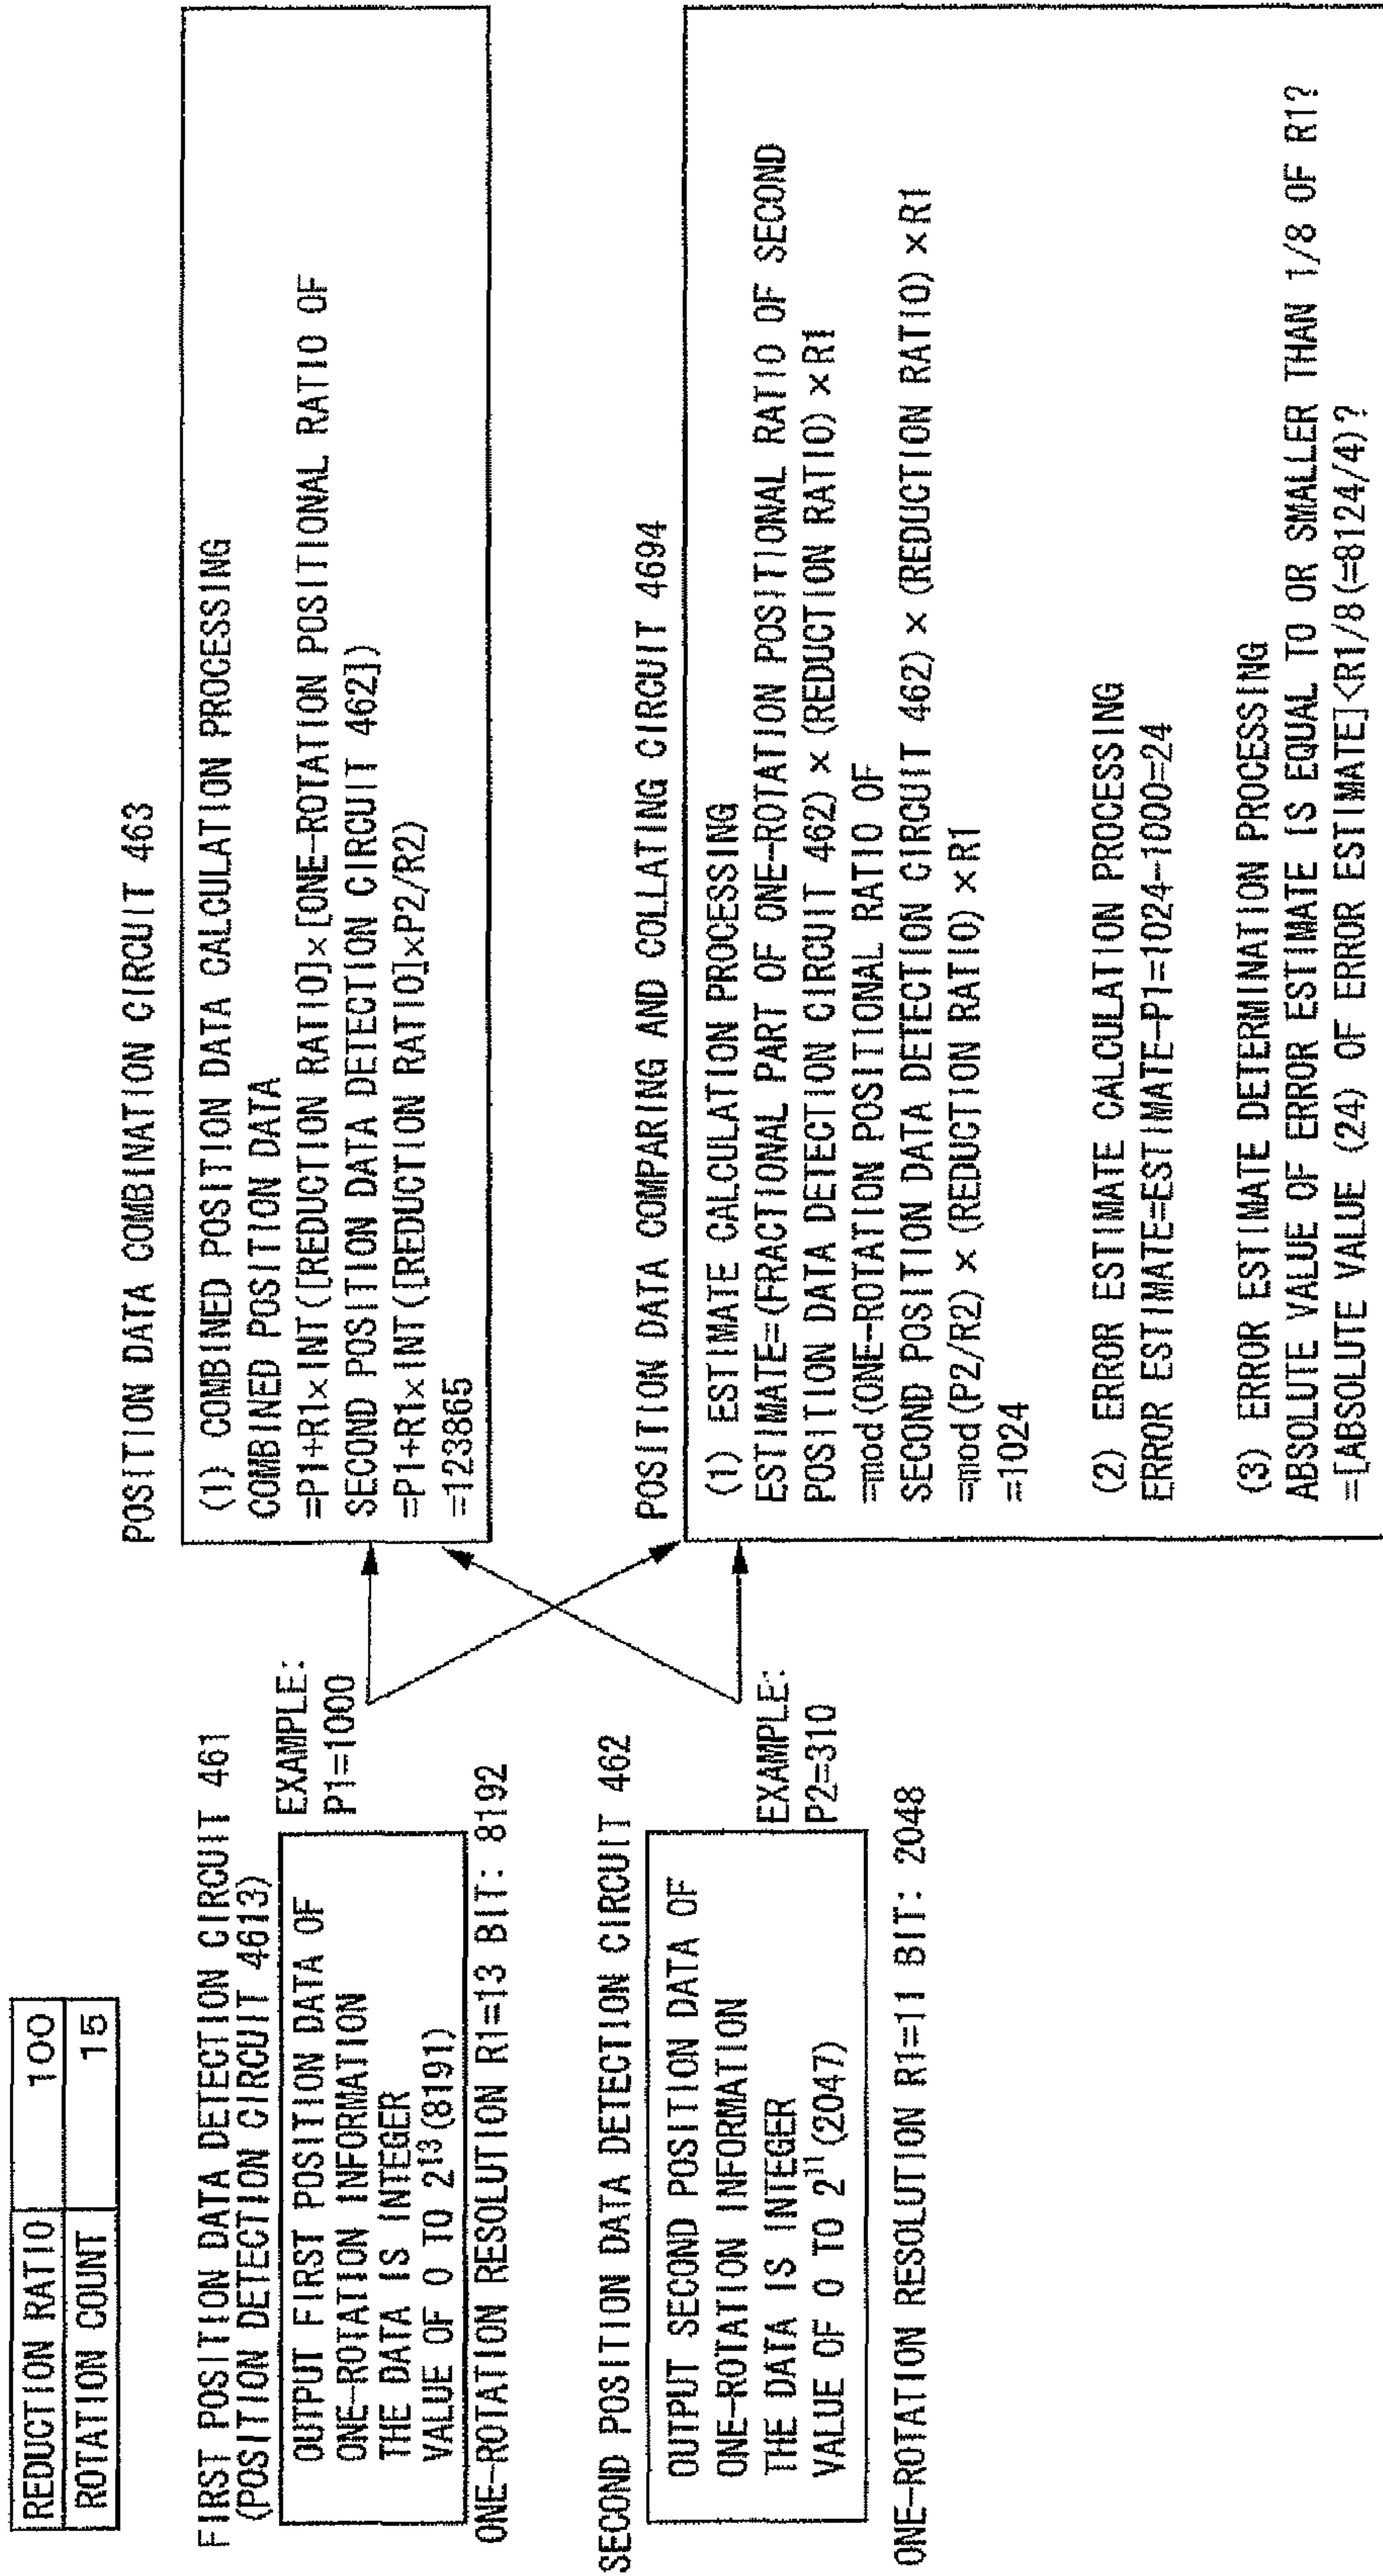 REDUCTION RATIO 100
ROTATION COUNT 15
FIRST POSITION DATA DETECTION CIRCUIT 461
(POSITION DETECTION CIRCUIT 4613)
OUTPUT FIRST POSITION DATA OF
ONE-ROTATION INFORMATION
THE DATA IS INTEGER
VALUE OF 0 TO 2¹³(8191)
EXAMPLE:
P1=1000
ONE-ROTATION RESOLUTION R1=13 BIT: 8192
SECOND POSITION DATA DETECTION CIRCUIT 462
OUTPUT SECOND POSITION DATA OF
ONE-ROTATION INFORMATION
THE DATA IS INTEGER
VALUE OF 0 TO 2¹¹(2047)
EXAMPLE:
P2=310
ONE-ROTATION RESOLUTION R1=11 BIT: 2048
POSITION DATA COMBINATION CIRCUIT 463
(1) COMBINED POSITION DATA CALCULATION PROCESSING
COMBINED POSITION DATA
=P1+R1×INT([REDUCTION RATIO]×[ONE-ROTATION POSITIONAL RATIO OF
SECOND POSITION DATA DETECTION CIRCUIT 462])
=P1+R1×INT([REDUCTION RATIO]×P2/R2)
=123865
POSITION DATA COMPARING AND COLLATING CIRCUIT 4694
(1) ESTIMATE CALCULATION PROCESSING
ESTIMATE=(FRACTIONAL PART OF ONE-ROTATION POSITIONAL RATIO OF SECOND
POSITION DATA DETECTION CIRCUIT 462)×(REDUCTION RATIO)×R1
=mod(ONE-ROTATION POSITIONAL RATIO OF
SECOND POSITION DATA DETECTION CIRCUIT 462)×(REDUCTION RATIO)×R1
=mod(P2/R2)×(REDUCTION RATIO)×R1
=1024
(2) ERROR ESTIMATE CALCULATION PROCESSING
ERROR ESTIMATE=ESTIMATE-P1=1024-1000=24
(3) ERROR ESTIMATE DETERMINATION PROCESSING
ABSOLUTE VALUE OF ERROR ESTIMATE IS EQUAL TO OR SMALLER THAN 1/8 OF R1?
=[ABSOLUTE VALUE (24) OF ERROR ESTIMATE]<R1/8(=8124/4)?